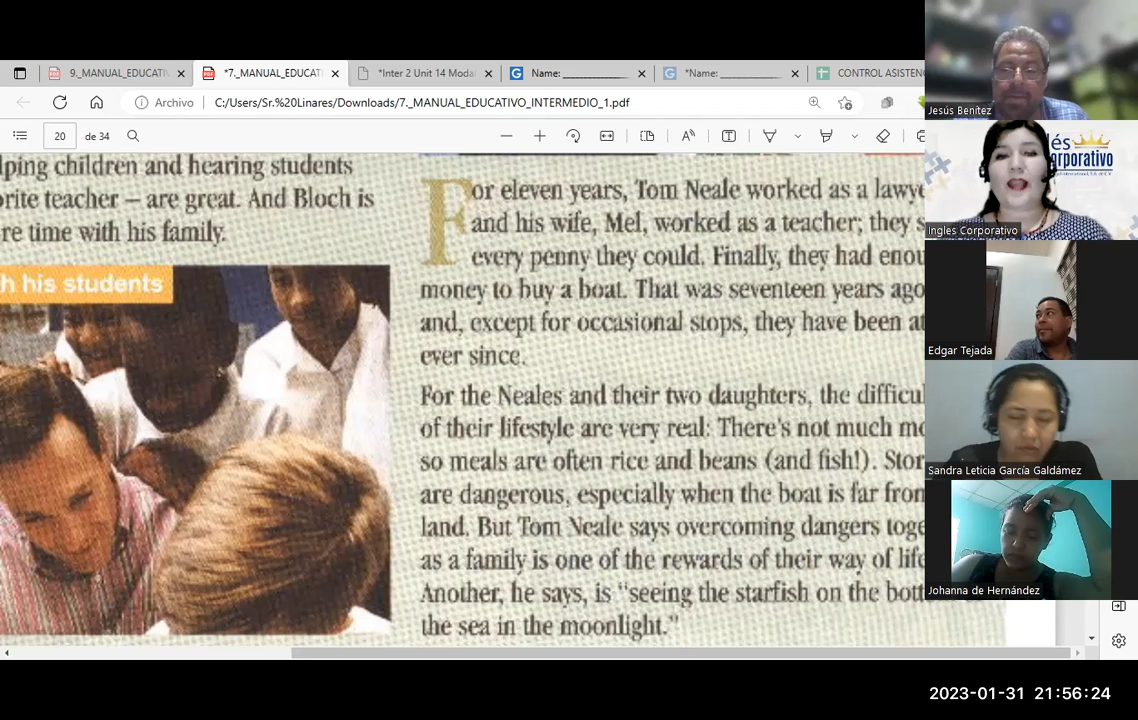 9._MANUAL_EDUCATI
*7._MANUAL_EDUCAT
*Inter 2 Unit 14 Moda
Name: ___________
*Name: ___________
CONTROL ASISTEN
Archivo
C:/Users/Sr.%20Linares/Downloads/7._MANUAL_EDUCATIVO_INTERMEDIO_1.pdf
20 de 34
lping children and hearing students
rite teacher – are great. And Bloch is
re time with his family.
h his students
For eleven years, Tom Neale worked as a lawye
and his wife, Mel, worked as a teacher; they s
every penny they could. Finally, they had enou
money to buy a boat. That was seventeen years ago
and, except for occasional stops, they have been at
ever since.
For the Neales and their two daughters, the difficul
of their lifestyle are very real: There's not much mo
so meals are often rice and beans (and fish!). Stor
are dangerous, especially when the boat is far from
land. But Tom Neale says overcoming dangers toge
as a family is one of the rewards of their way of life
Another, he says, is "seeing the starfish on the bott
the sea in the moonlight."
Jesús Benítez
lés
orporativo
Ingles Corporativo
Edgar Tejada
Sandra Leticia García Galdámez
Johanna de Hernández
2023-01-31 21:56:24